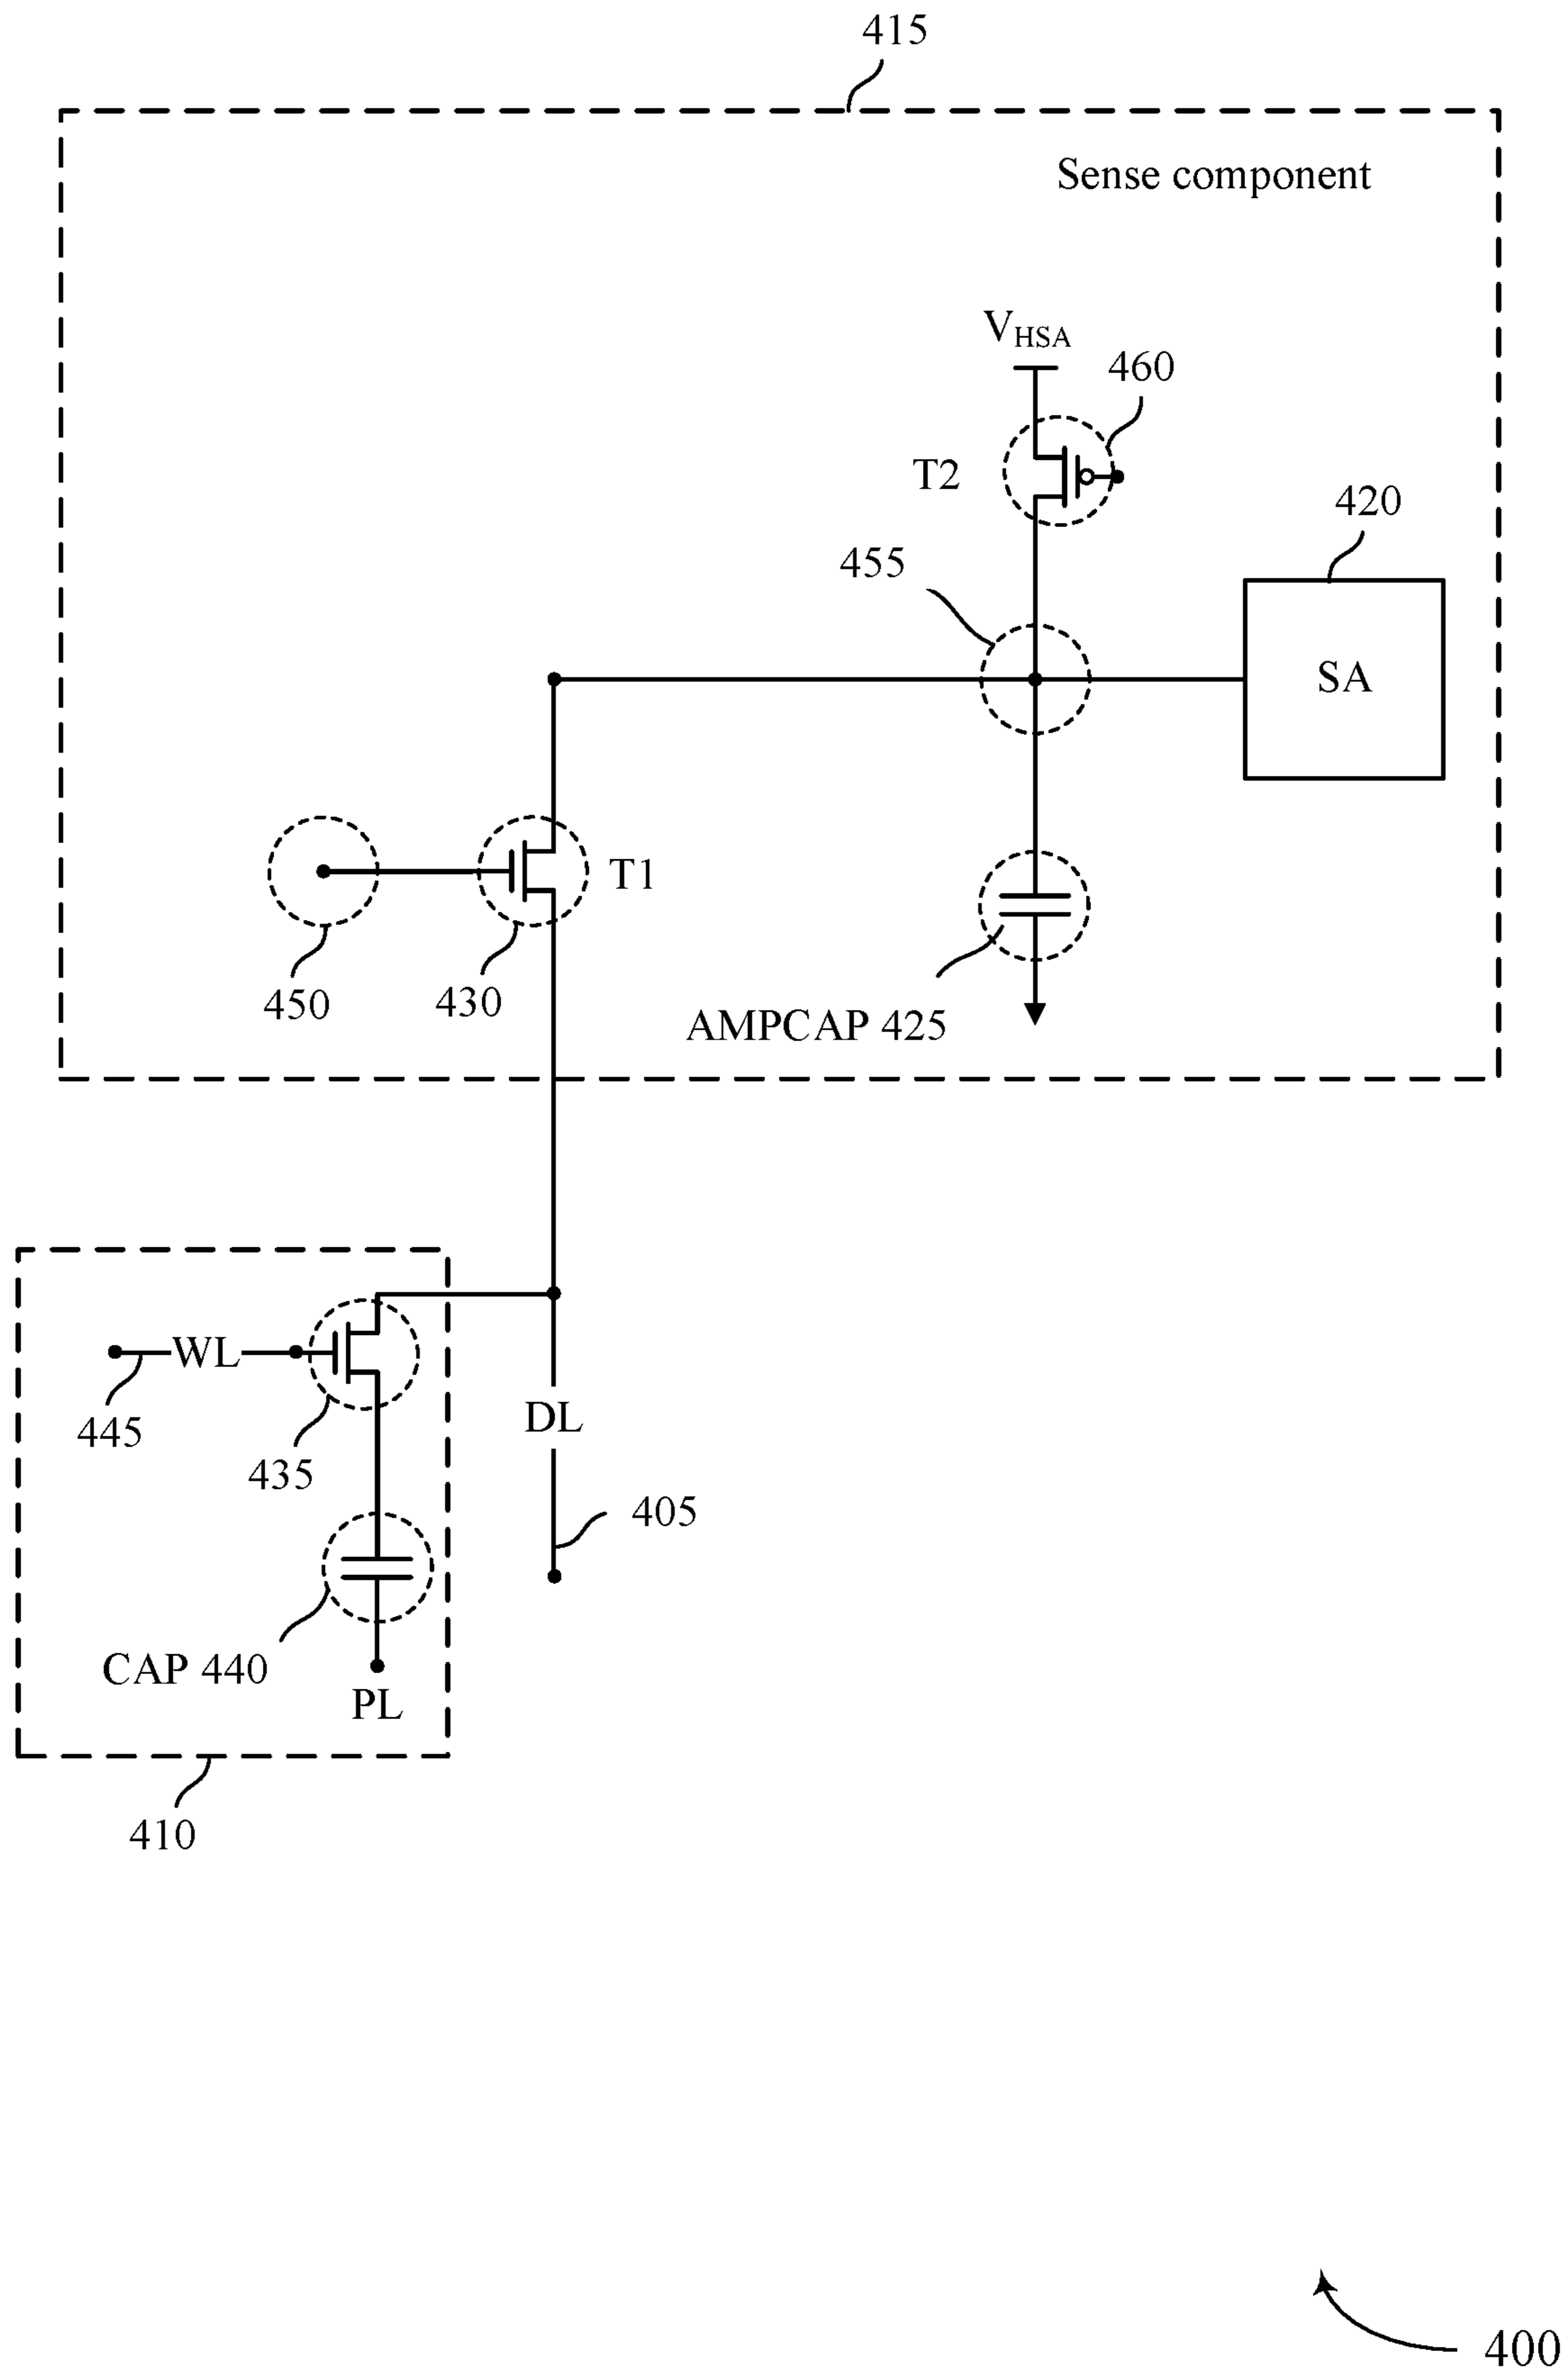 415
Sense component
VHSA
460
T2
420
455
SA
T1
450
430
AMPCAP 425
WL
445
435
DL
405
CAP 440
PL
410
400